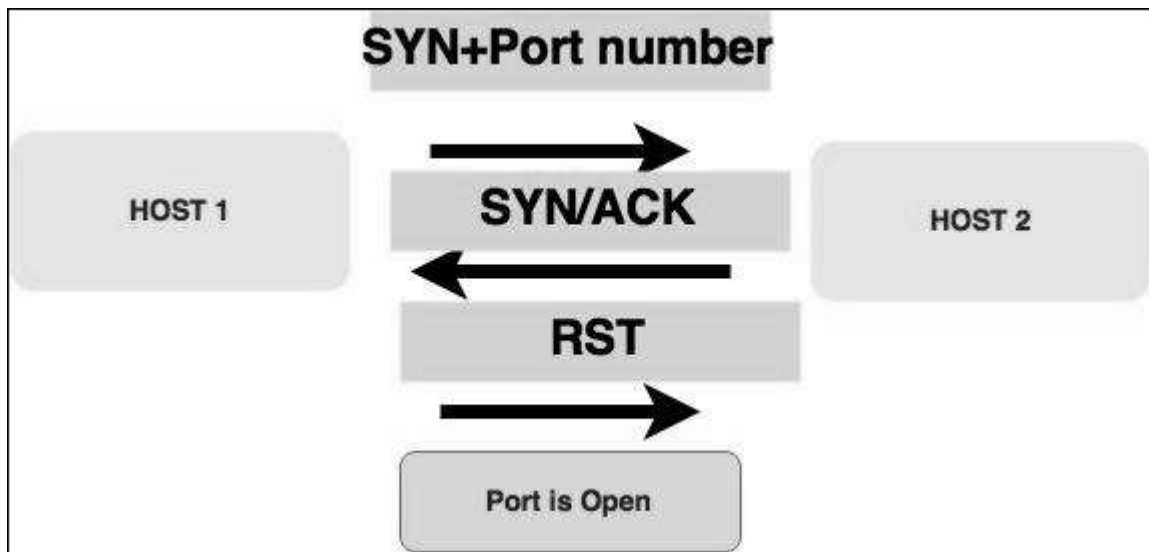 SYN+Port number
HOST 1
SYN/ACK
HOST 2
RST
Port is Open